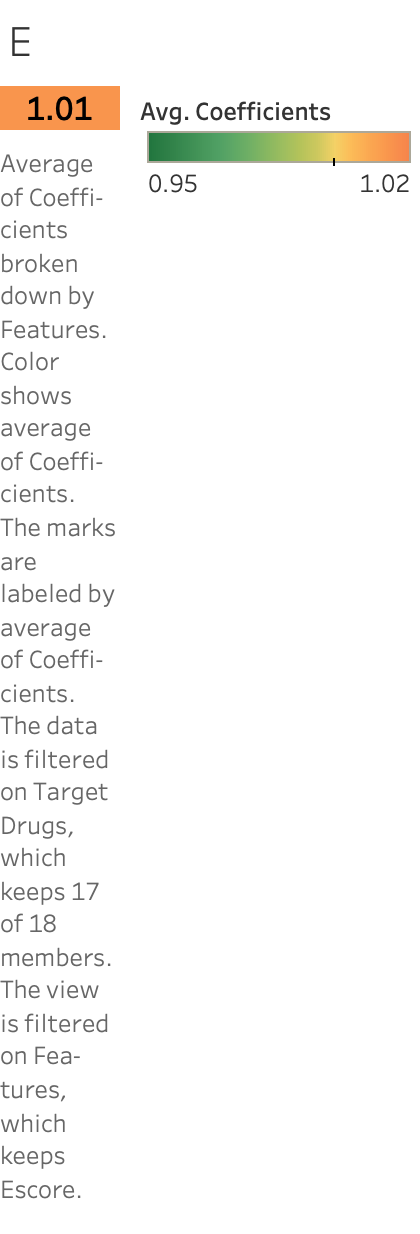 E
1.01
Avg. Coefficients
0.95 1.02
Average
of Coeffi-
cients
broken
down by
Features.
Color
shows
average
of Coeffi-
cients.
The marks
are
labeled by
average
of Coeffi-
cients.
The data
is filtered
on Target
Drugs,
which
keeps 17
of 18
members.
The view
is filtered
on Fea-
tures,
which
keeps
Escore.